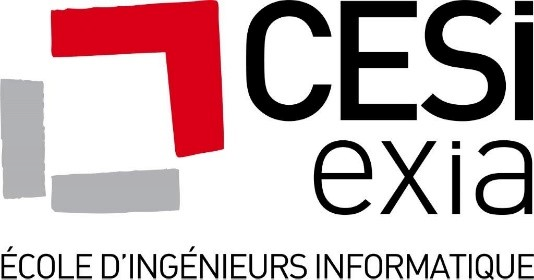 CESi
exia
ÉCOLE D'INGÉNIEURS INFORMATIQUE